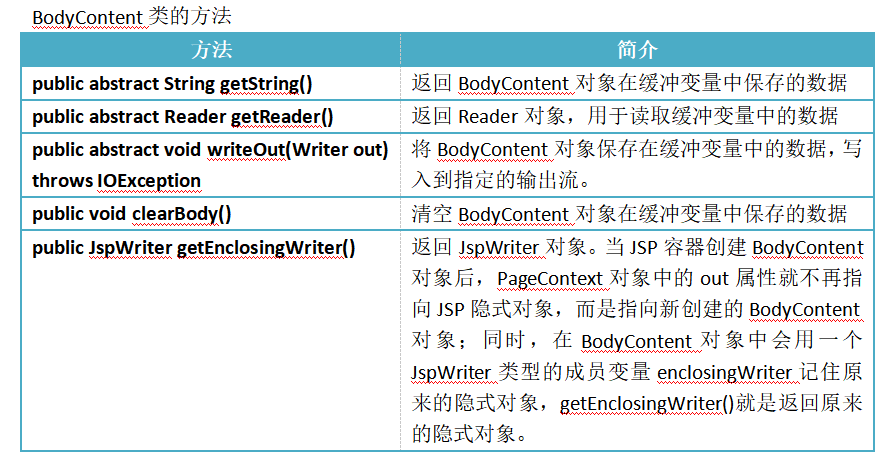 BodyContent 类的方法
方法 简介
public abstract String getString() 返回 BodyContent 对象在缓冲变量中保存的数据
public abstract Reader getReader() 返回 Reader 对象，用于读取缓冲变量中的数据
public abstract void writeOut(Writer out) 将 BodyContent 对象保存在缓冲变量中的数据，写
throws IOException 入到指定的输出流。
public void clearBody() 清空 BodyContent 对象在缓冲变量中保存的数据
public JspWriter getEnclosingWriter() 返回 JspWriter 对象。当 JSP 容器创建 BodyContent
对象后，PageContext 对象中的 out 属性就不再指
向 JSP 隐式对象，而是指向新创建的 BodyContent
对象；同时，在 BodyContent 对象中会用一个
JspWriter 类型的成员变量 enclosingWriter 记住原
来的隐式对象，getEnclosingWriter()就是返回原来
的隐式对象。